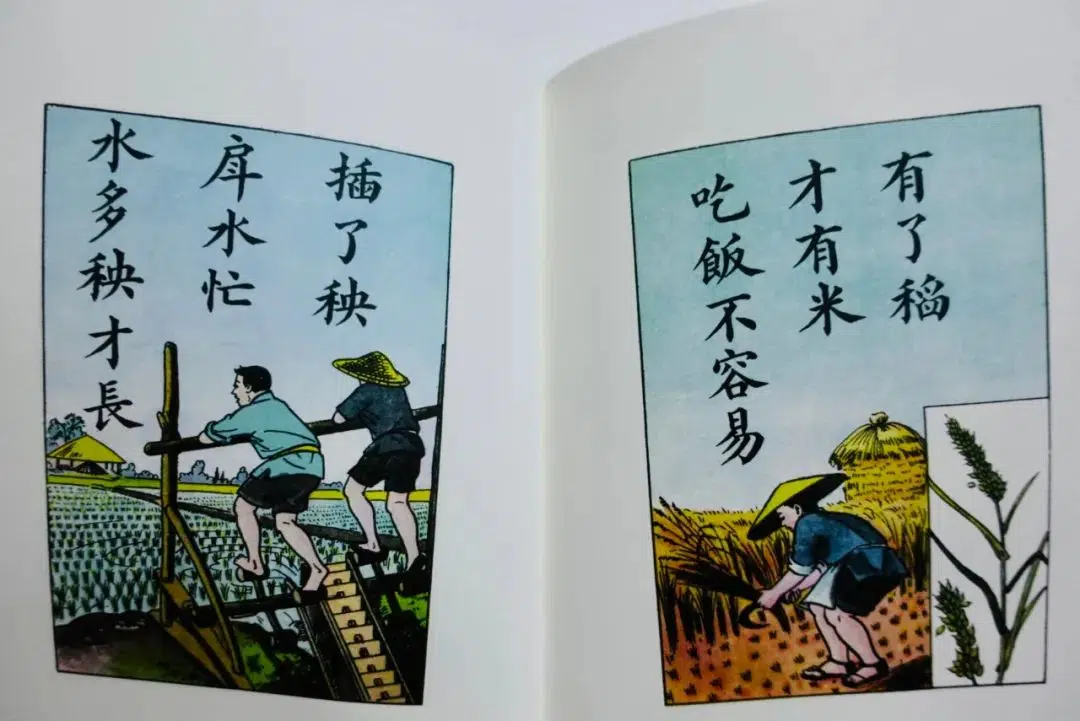 插了秧
戽水忙
水多秧才長
有了稻
才有米
吃飯不容易